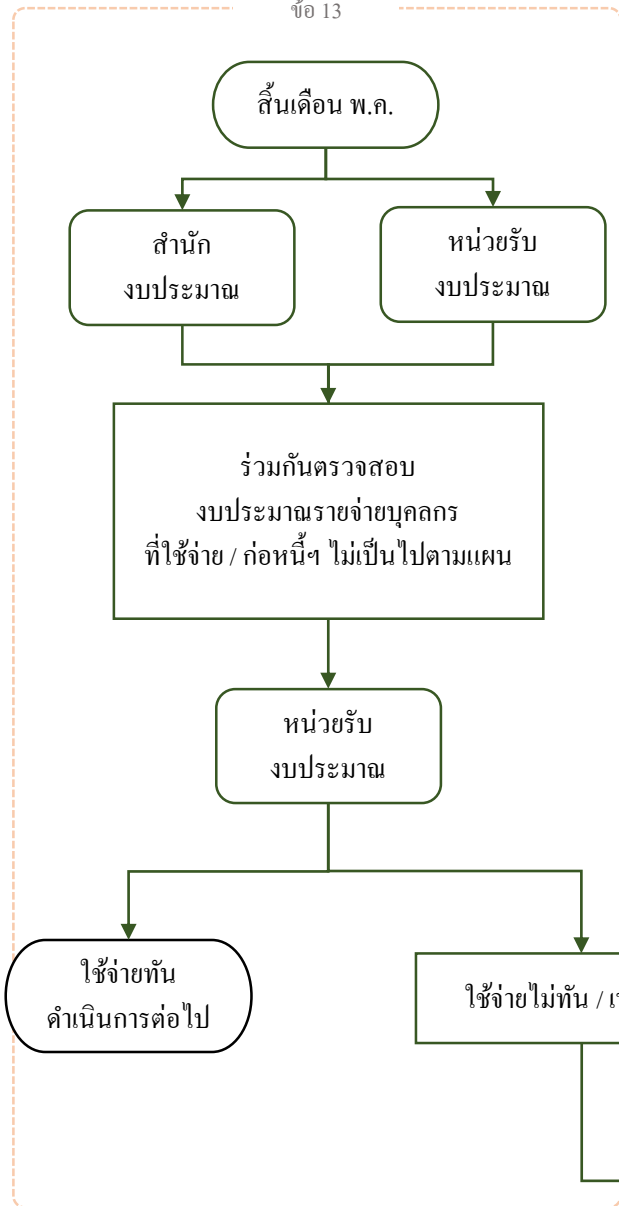 ข้อ 13
สิ้นเดือน พ.ค.
สำนัก
งบประมาณ
หน่วยรับ
งบประมาณ
ร่วมกันตรวจสอบ
งบประมาณรายจ่ายบุคลกร
ที่ใช้จ่าย / ก่อหนี้ฯ ไม่เป็นไปตามแผน
หน่วยรับ
งบประมาณ
ใช้จ่ายทัน
ดำเนินการต่อไป
ใช้จ่ายไม่ทัน /